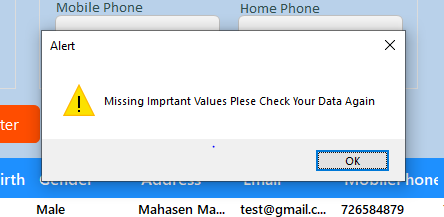 Mobile Phone Home Phone
Alert
Missing Imprtant Values Plese Check Your Data Again
ter
OK
irth Gender Address Email MobilePhone
Male Mahasen Ma... test@gmail.c... 726584879